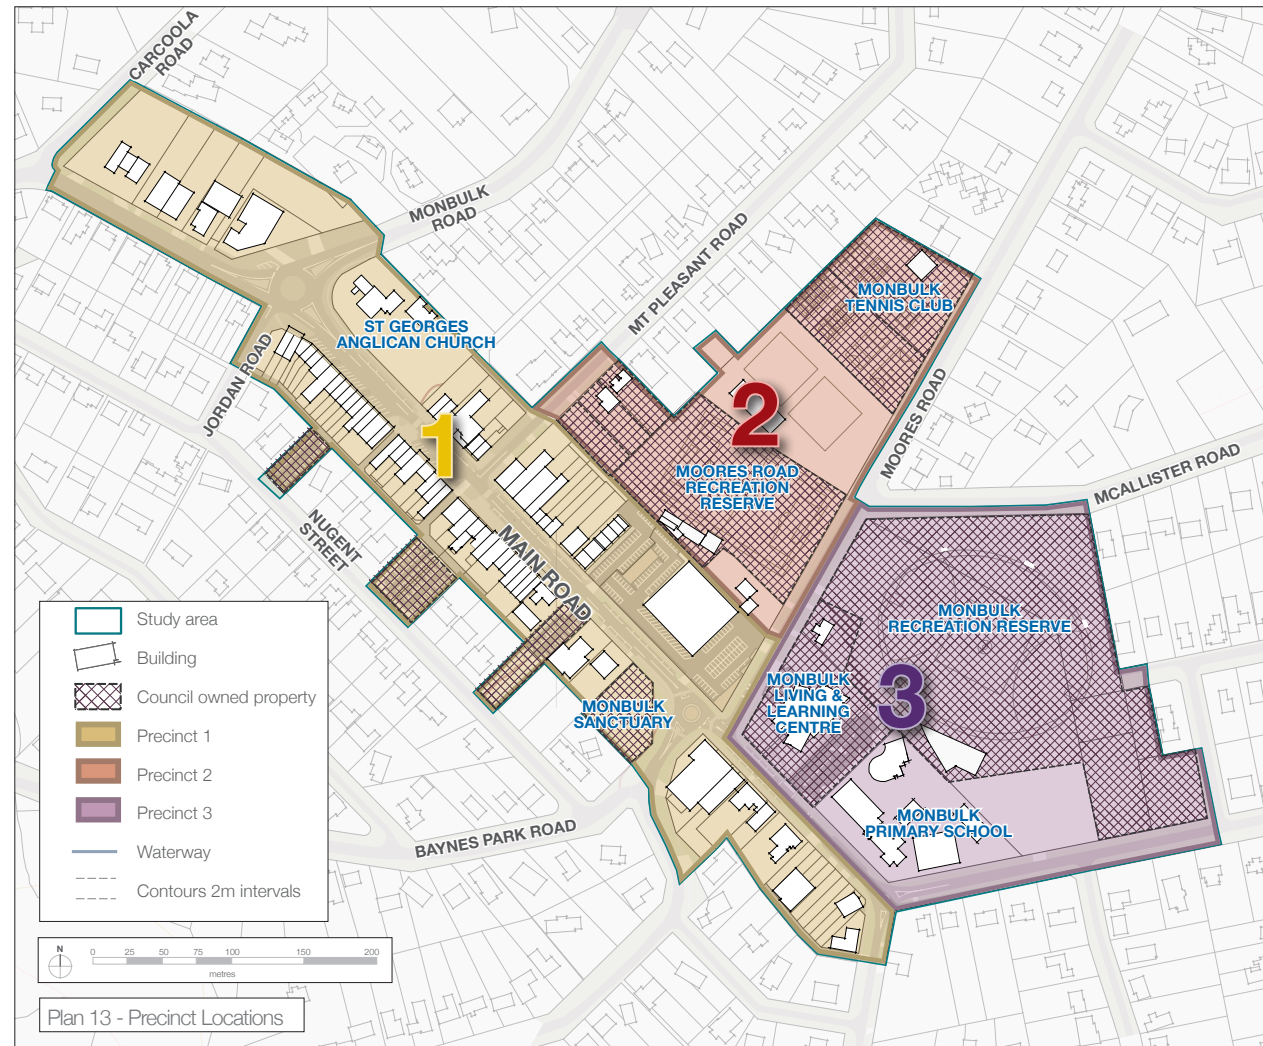 CARCOOLA
ROAD
MONBULK
ROAD
MT PLEASANT ROAD
MONBULK
TENNIS CLUB
ST GEORGES
ANGLICAN CHURCH
JORDAN ROAD
1
2
MOORES ROAD
RECREATION
RESERVE
MOORES ROAD
MCALLISTER ROAD
NUGENT
STREET
MAIN ROAD
MONBULK
RECREATION RESERVE
MONBULK
LIVING &
LEARNING
CENTRE
3
MONBULK
SANCTUARY
MONBULK
PRIMARY SCHOOL
BAYNES PARK ROAD
Study area
Building
Council owned property
Precinct 1
Precinct 2
Precinct 3
Waterway
Contours 2m intervals
N
0 25 50 75 100 150 200
metres
Plan 13 - Precinct Locations